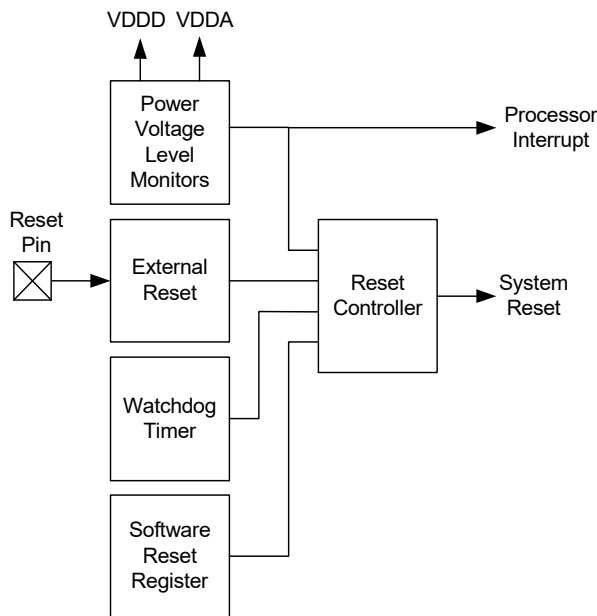 VDDD VDDA
Power
Voltage
Level
Monitors
Processor
Interrupt
Reset
Pin
External
Reset
Reset
Controller
System
Reset
Watchdog
Timer
Software
Reset
Register